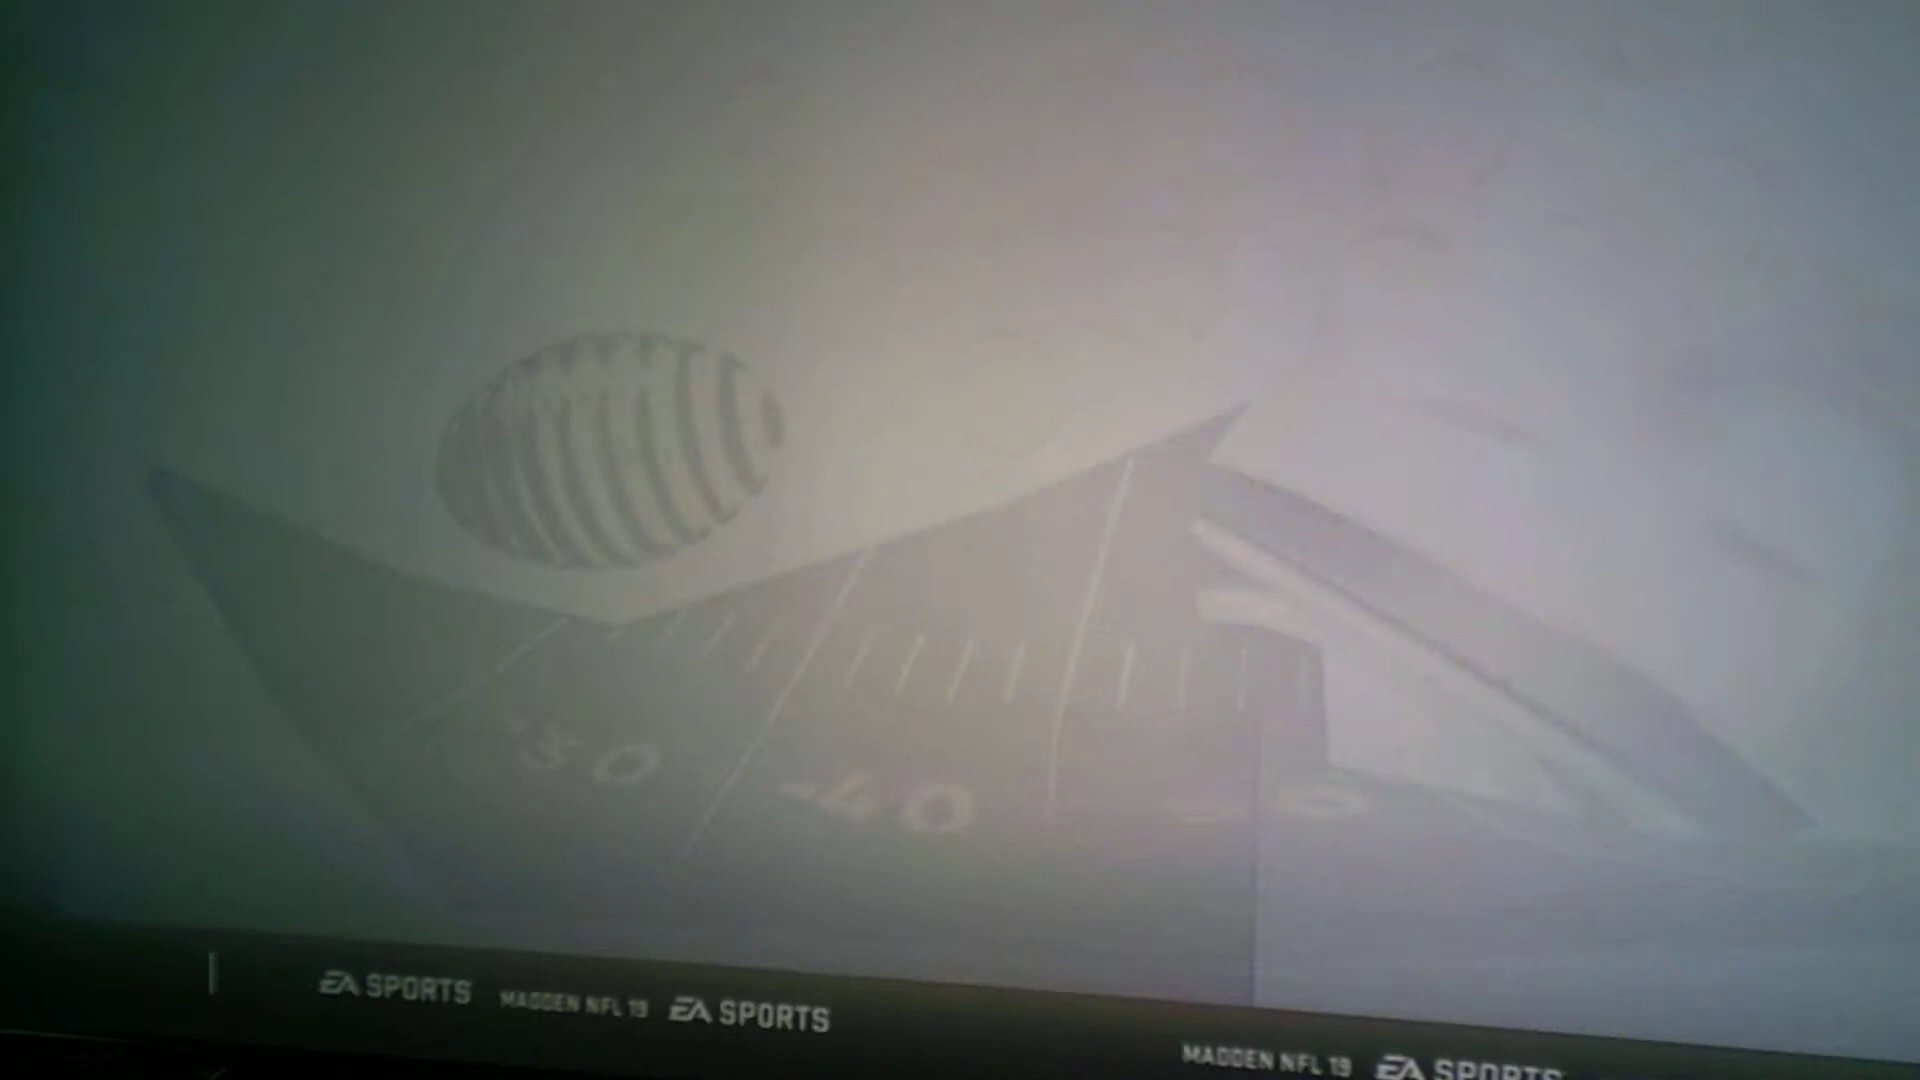 30 40
EA SPORTS MADDEN NFL 19 EA SPORTS
MADDEN NFL 19 EA SPORTS